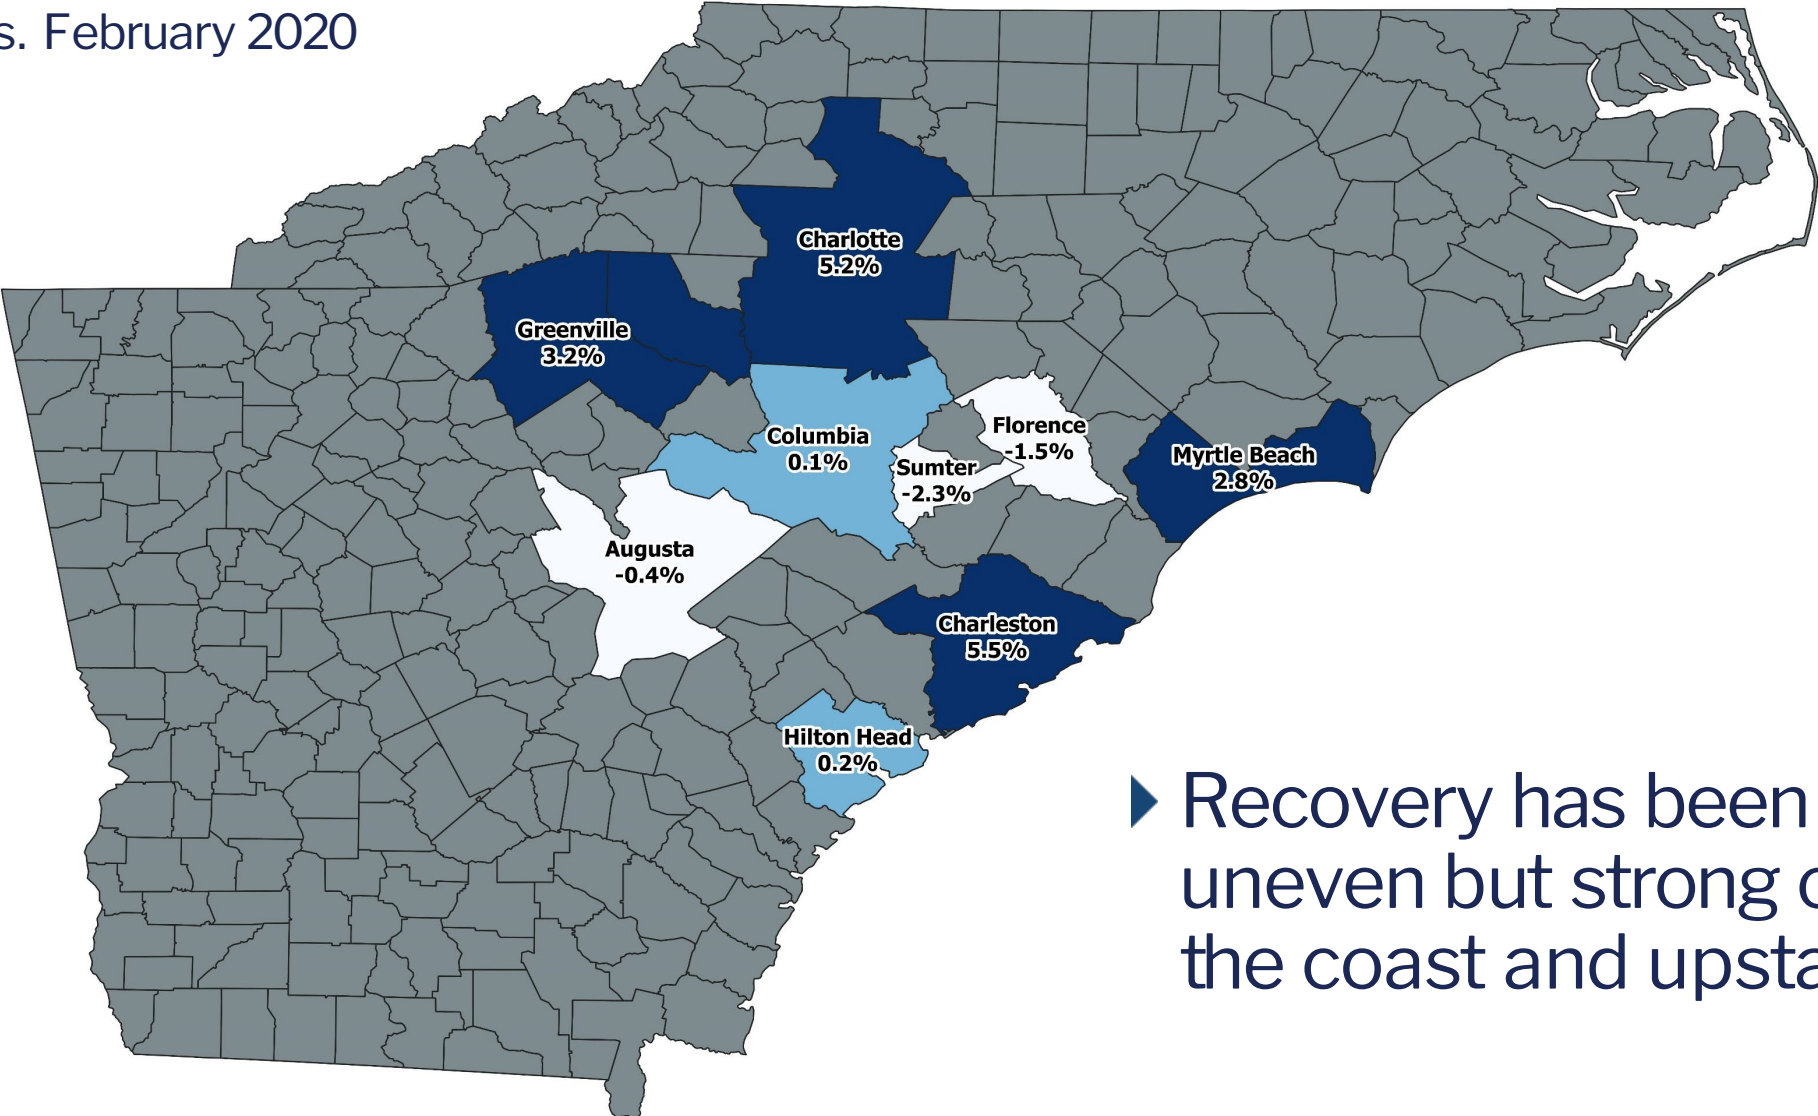 s. February 2020
Charlotte
5.2%
Greenville
3.2%
Columbia
0.1%
Florence
-1.5%
Sumter
-2.3%
Myrtle Beach
2.8%
Augusta
-0.4%
Charleston
5.5%
Hilton Head
0.2%
Recovery has been
uneven but strong
the coast and